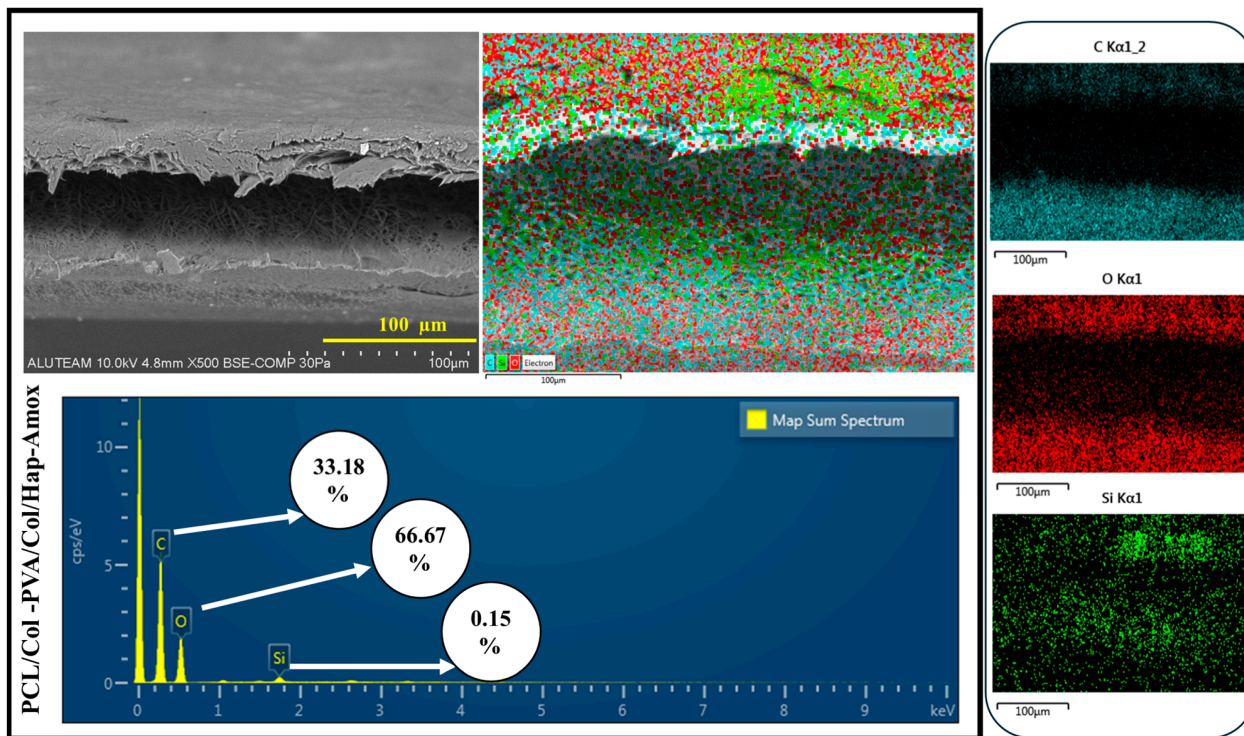 100 µm
ALUTEAM 10.0kV 4.8mm X500 BSE-COMP 30Pa
100µm
C Si O Electron
100µm
PCL/Col -PVA/Col/Hap-Amox
Map Sum Spectrum
cps/eV
10
5
0
33.18
%
66.67
%
0.15
%
C
O
Si
0 1 2 3 4 5 6 7 8 9 keV
C Kα1_2
100µm
O Kα1
100µm
Si Kα1
100µm